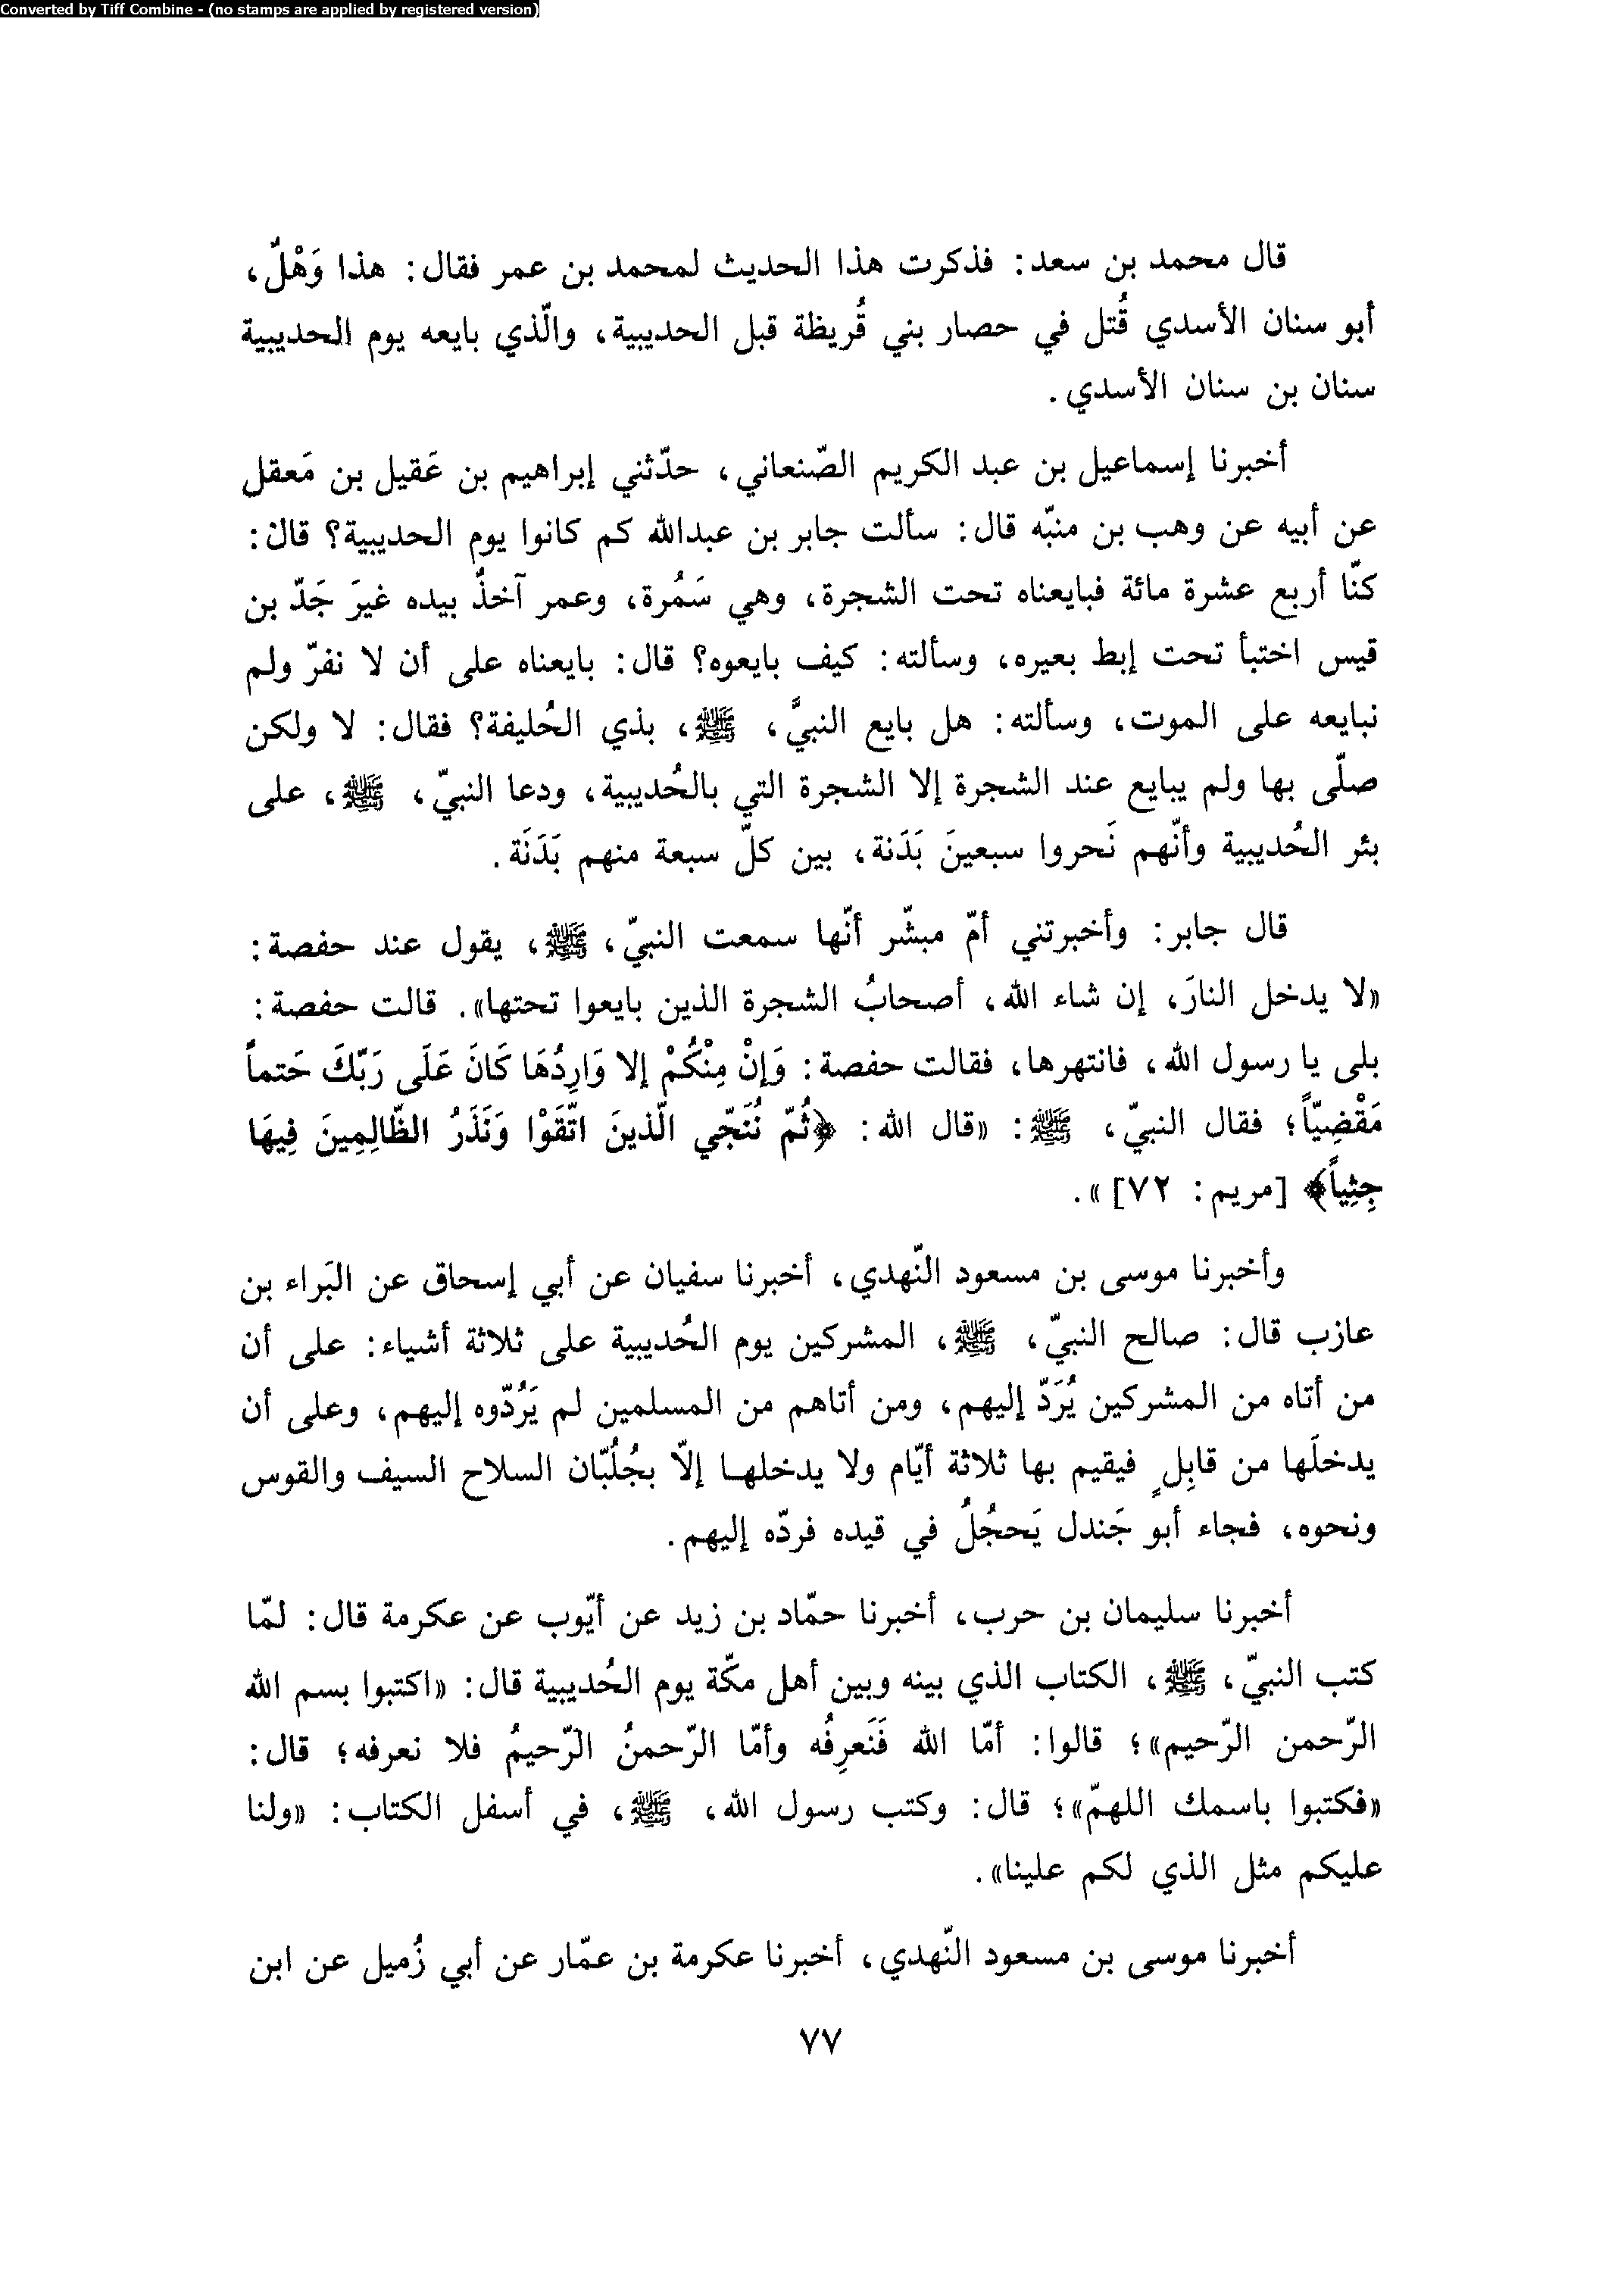 Converted by Tiff Combine - (no stamps are applied by registered version)
قال محمد بن سعد: فذكرت هذا الحديث لمحمد بن عمر فقال: هذا وَهْلٌ،
أبو سنان الأسدي قُتل في حصار بني قُريظة قبل الحديبية، والّذي بايعه يوم الحديبية
سنان بن سنان الأسدي.
أخبرنا إسماعيل بن عبد الكريم الصّنعاني، حدّثني إبراهيم بن عَقيل بن مَعقل
عن أبيه عن وهب بن منبّه قال: سألت جابر بن عبدالله كم كانوا يوم الحديبية؟ قال:
كنّا أربع عشرة مائة فبايعناه تحت الشجرة، وهي سَمُرة، وعمر آخذٌ بيده غيرَ جَدّ بن
قيس اختبأ تحت إبط بعيره، وسألته: كيف بايعوه؟ قال: بايعناه على أن لا نفرّ ولم
نبايعه على الموت، وسألته: هل بايع النبيَّ، ﷺ، بذي الحُليفة؟ فقال: لا ولكن
صلّى بها ولم يبايع عند الشجرة إلا الشجرة التي بالحُديبية، ودعا النبيّ، ﷺ، على
بئر الحُديبية وأنّهم نَحروا سبعينَ بَدَنة، بين كلّ سبعة منهم بَدَنَة.
قال جابر: وأخبرتني أمّ مبشّر أنّها سمعت النبيّ، ﷺ، يقول عند حفصة:
«لا يدخل النارَ، إن شاء الله، أصحابُ الشجرة الذين بايعوا تحتها». قالت حفصة:
بلى يا رسول الله، فانتهرها، فقالت حفصة: وَإنْ مِنْكُمْ إلا وَارِدُهَا كَانَ عَلَى رَبّكَ حَتماً
مَقْضِيّاً؛ فقال النبيّ، ﷺ: «قال الله: ﴿ثُمّ نُنَجّي الّذينَ اتّقَوْا وَنَذَرُ الظّالِمِينَ فِيهَا
جِثِياً﴾ [مريم: ٧٢]».
وأخبرنا موسى بن مسعود النّهدي، أخبرنا سفيان عن أبي إسحاق عن البَراء بن
عازب قال: صالح النبيّ، ﷺ، المشركين يوم الحُديبية على ثلاثة أشياء: على أن
من أتاه من المشركين يُرَدّ إليهم، ومن أتاهم من المسلمين لم يَرُدّوه إليهم، وعلى أن
يدخلَها من قابِلٍ فيقيم بها ثلاثة أيّام ولا يدخلهـا إلاّ بجُلُبّان السلاح السيف والقوس
ونحوه، فجاء أبو جَندل يَحجُلُ في قيده فردّه إليهم.
أخبرنا سليمان بن حرب، أخبرنا حمّاد بن زيد عن أيّوب عن عكرمة قال: لمّا
كتب النبيّ، ﷺ، الكتاب الذي بينه وبين أهل مكّة يوم الحُديبية قال: «اكتبوا بسم الله
الرّحمن الرّحيم»؛ قالوا: أمّا الله فَنَعرِفُه وأمّا الرّحمنُ الرّحيمُ فلا نعرفه؛ قال:
«فكتبوا باسمك اللهمّ»؛ قال: وكتب رسول الله، ﷺ، في أسفل الكتاب: «ولنا
عليكم مثل الذي لكم علينا».
أخبرنا موسى بن مسعود النّهدي، أخبرنا عكرمة بن عمّار عن أبي زُميل عن ابن
٧٧